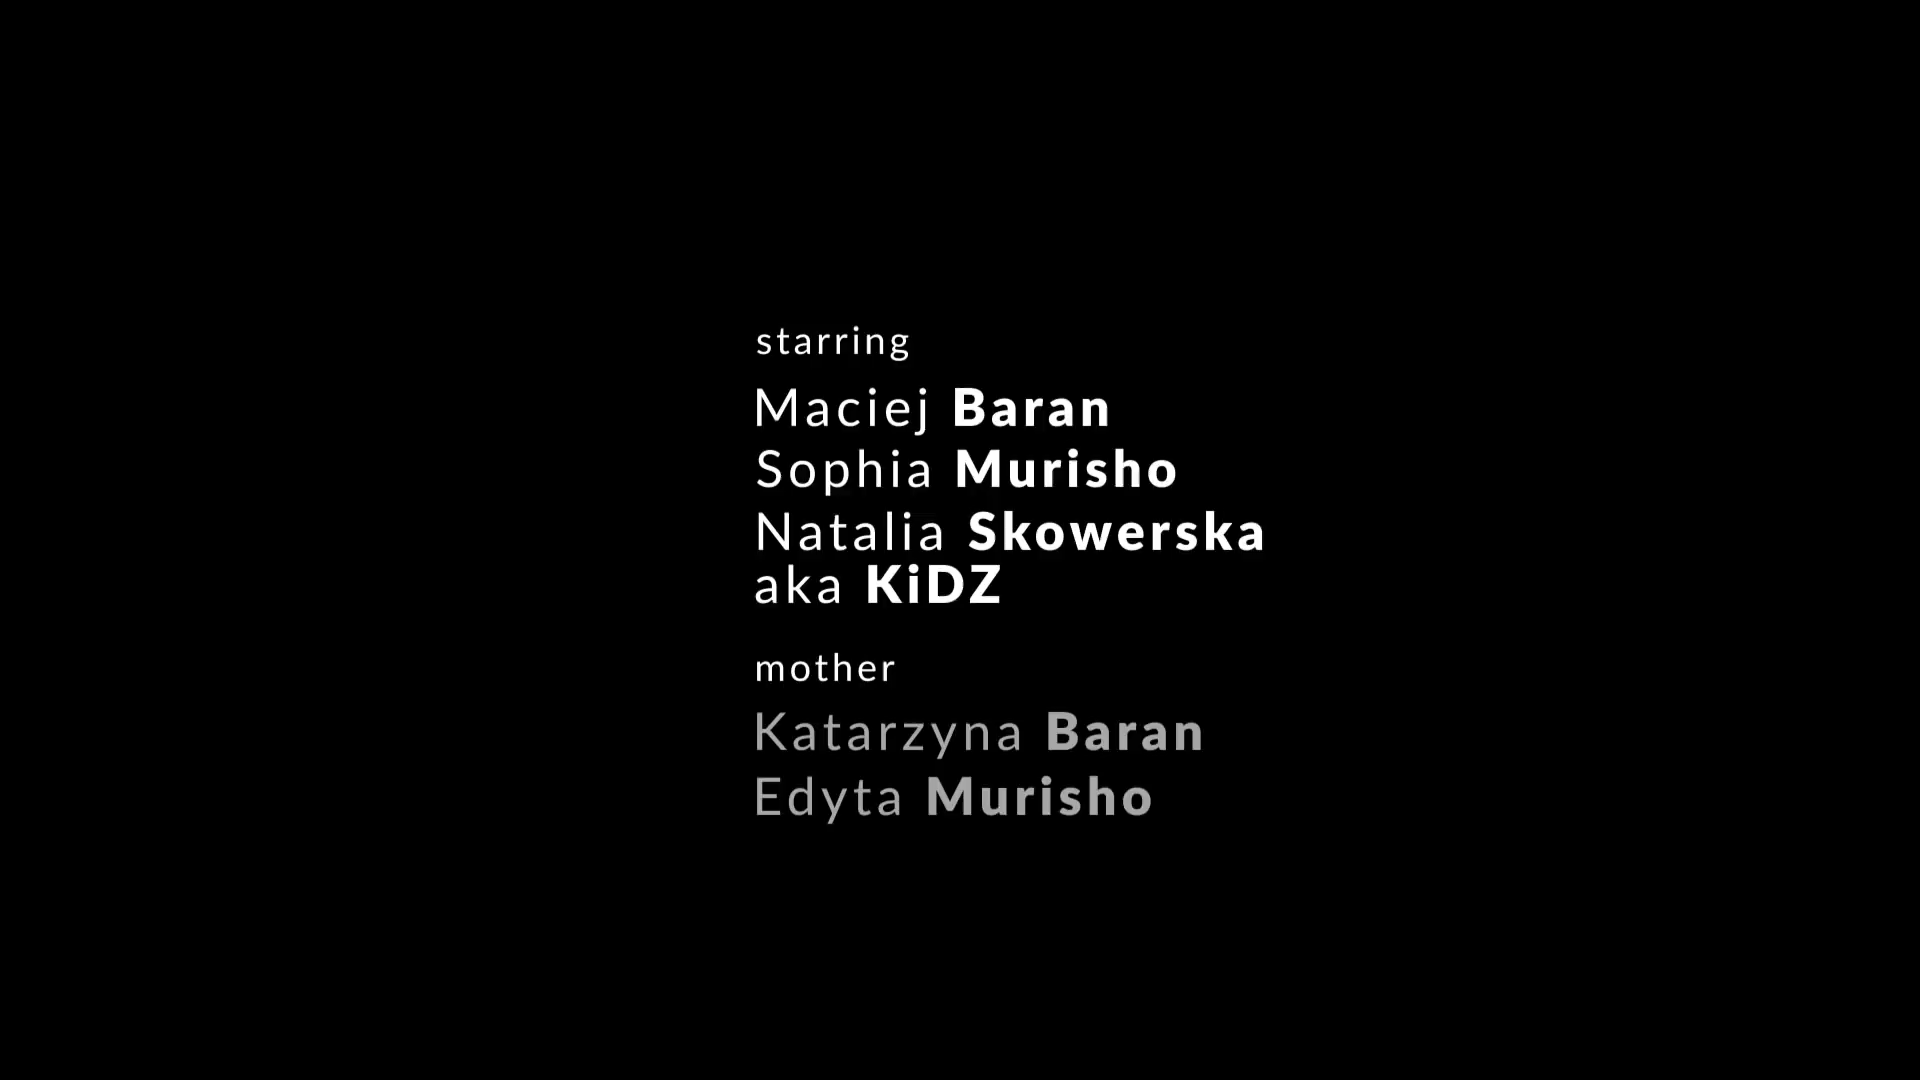 starring
Maciej Baran
Sophia Murisho
Natalia Skowerska
aka KiDZ
mother
Katarzyna Baran
Edyta Murisho